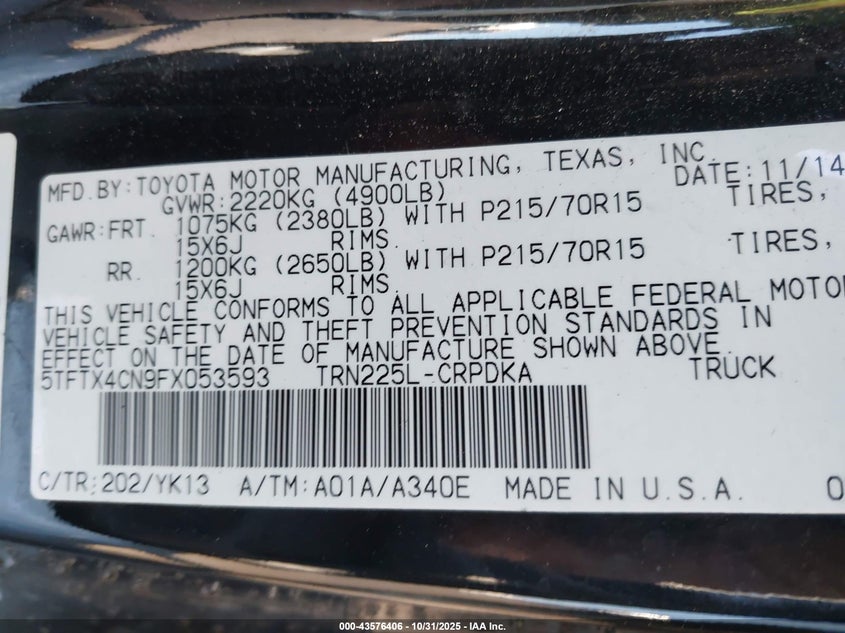 MFD.BY:TOYOTA MOTOR MANUFACTURING, TEXAS, INC. DATE:11/14
GVWR:2220KG (4900LB)
GAWR:FRT. 1075KG (2380LB) WITH P215/70R15 TIRES,
15X6J RIMS.
RR. 1200KG (2650LB) WITH P215/70R15 TIRES,
15X6J RIMS.
THIS VEHICLE CONFORMS TO ALL APPLICABLE FEDERAL MOTOR
VEHICLE SAFETY AND THEFT PREVENTION STANDARDS IN
EFFECT ON THE DATE OF MANUFACTURE SHOWN ABOVE.
5TFTX4CN9FX053593 TRN225L-CRPDKA TRUCK
C/TR:202/YK13 A/TM:A01A/A340E MADE IN U.S.A.
000-43576406 - 10/31/2025 - IAA Inc.